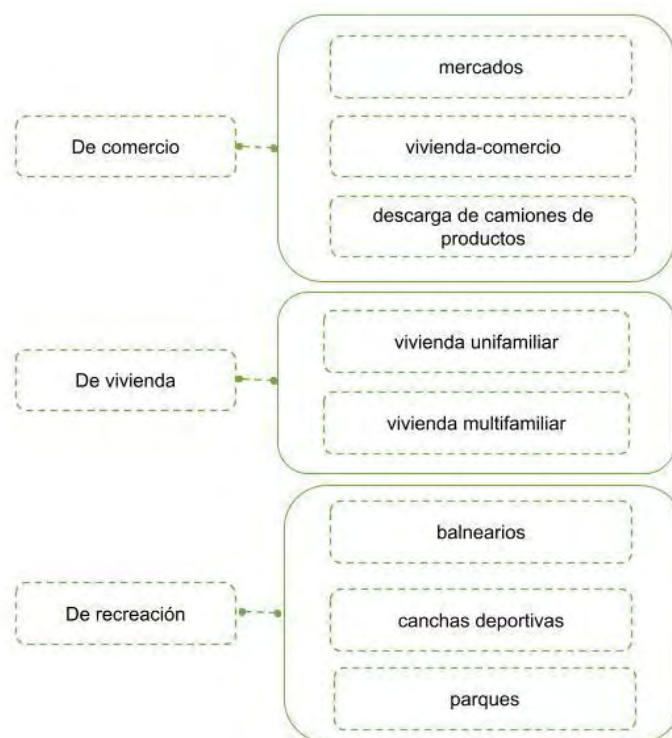 De comercio
mercados
vivienda-comercio
descarga de camiones de
productos
De vivienda
vivienda unifamiliar
vivienda multifamiliar
De recreación
balnearios
canchas deportivas
parques